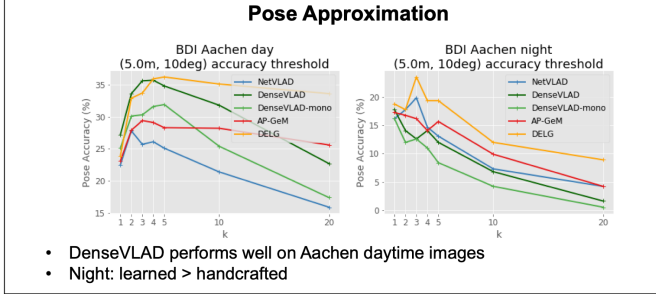 Pose Approximation
BDI Aachen day
(5.0m, 10deg) accuracy threshold
Pose Accuracy (%)
35
30
25
20
15
NetVLAD
DenseVLAD
DenseVLAD-mono
AP-GeM
DELG
1 2 3 4 5 10 20
k
BDI Aachen night
(5.0m, 10deg) accuracy threshold
Pose Accuracy (%)
20
15
10
5
0
NetVLAD
DenseVLAD
DenseVLAD-mono
AP-GeM
DELG
1 2 3 4 5 10 20
k
• DenseVLAD performs well on Aachen daytime images
• Night: learned > handcrafted